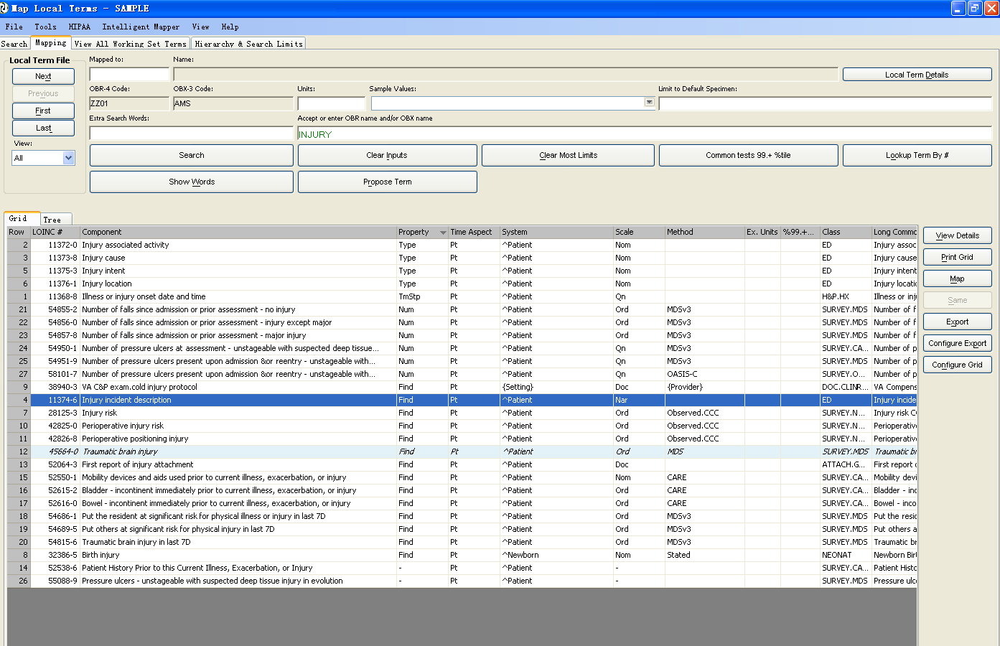 Map Local Terms - SAMPLE
File Tools HIPAA Intelligent Mapper View Help
Search Mapping View All Working Set Terms Hierarchy & Search Limits
Local Term File
Next
Previous
First
Last
View:
All
Mapped to: Name:
Local Term Details
OBR-4 Code: OBX-3 Code: Units: Sample Values: Limit to Default Specimen:
ZZ01 AMS
Extra Search Words: Accept or enter OBR name and/or OBX name
INJURY
Search Clear Inputs Clear Most Limits Common tests 99.+ %tile Lookup Term By #
Show Words Propose Term
Grid Tree
Row LOINC # Component Property Time Aspect System Scale Method Ex. Units %99.+... Class Long Commo
2 11372-0 Injury associated activity Type Pt ^Patient Nom ED Injury assoc
3 11373-8 Injury cause Type Pt ^Patient Nom ED Injury cause
5 11375-3 Injury intent Type Pt ^Patient Nom ED Injury intent
6 11376-1 Injury location Type Pt ^Patient Nom ED Injury locatio
1 11368-8 Illness or injury onset date and time TmStp Pt ^Patient Qn H&P.HX Illness or inj
21 54855-2 Number of falls since admission or prior assessment - no injury Num Pt ^Patient Ord MDSv3 SURVEY.MDS Number of f
22 54856-0 Number of falls since admission or prior assessment - injury except major Num Pt ^Patient Ord MDSv3 SURVEY.MDS Number of f
23 54857-8 Number of falls since admission or prior assessment - major injury Num Pt ^Patient Ord MDSv3 SURVEY.MDS Number of f
24 54950-1 Number of pressure ulcers at assessment - unstageable with suspected deep tissue... Num Pt ^Patient Qn MDSv3 SURVEY.CA... Number of p
25 54951-9 Number of pressure ulcers present upon admission &or reentry - unstageable with... Num Pt ^Patient Qn MDSv3 SURVEY.MDS Number of p
27 58101-7 Number of pressure ulcers present upon admission &or reentry - unstageable with... Num Pt ^Patient Qn OASIS-C SURVEY.O... Number of p
9 38940-3 VA C&P exam.cold injury protocol Find Pt {Setting} Doc {Provider} DOC.CLINR... VA Compens
4 11374-6 Injury incident description Find Pt ^Patient Nar ED Injury incide
7 28125-3 Injury risk Find Pt ^Patient Ord Observed.CCC SURVEY.N... Injury risk C
10 42825-0 Perioperative injury risk Find Pt ^Patient Ord Observed.CCC SURVEY.N... Perioperative
11 42826-8 Perioperative positioning injury Find Pt ^Patient Ord Observed.CCC SURVEY.N... Perioperative
12 45664-0 Traumatic brain injury Find Pt ^Patient Ord MDS SURVEY.MDS Traumatic br
13 52064-3 First report of injury attachment Find Pt ^Patient Doc ATTACH.G... First report o
15 52550-1 Mobility devices and aids used prior to current illness, exacerbation, or injury Find Pt ^Patient Nom CARE SURVEY.CA... Mobility devi
16 52615-2 Bladder - incontinent immediately prior to current illness, exacerbation, or injury Find Pt ^Patient Ord CARE SURVEY.CA... Bladder - inc
17 52616-0 Bowel - incontinent immediately prior to current illness, exacerbation, or injury Find Pt ^Patient Ord CARE SURVEY.CA... Bowel - inco
18 54686-1 Put the resident at significant risk for physical illness or injury in last 7D Find Pt ^Patient Ord MDSv3 SURVEY.MDS Put the resid
19 54689-5 Put others at significant risk for physical injury in last 7D Find Pt ^Patient Ord MDSv3 SURVEY.MDS Put others a
20 54815-6 Traumatic brain injury in last 7D Find Pt ^Patient Ord MDSv3 SURVEY.MDS Traumatic br
8 32386-5 Birth injury Find Pt ^Newborn Nom Stated NEONAT Newborn Birt
14 52538-6 Patient History Prior to this Current Illness, Exacerbation, or Injury - Pt ^Patient - SURVEY.CA... Patient Histo
26 55088-9 Pressure ulcers - unstageable with suspected deep tissue injury in evolution - Pt ^Patient - SURVEY.MDS Pressure ulce
View Details
Print Grid
Map
Same
Export
Configure Export
Configure Grid